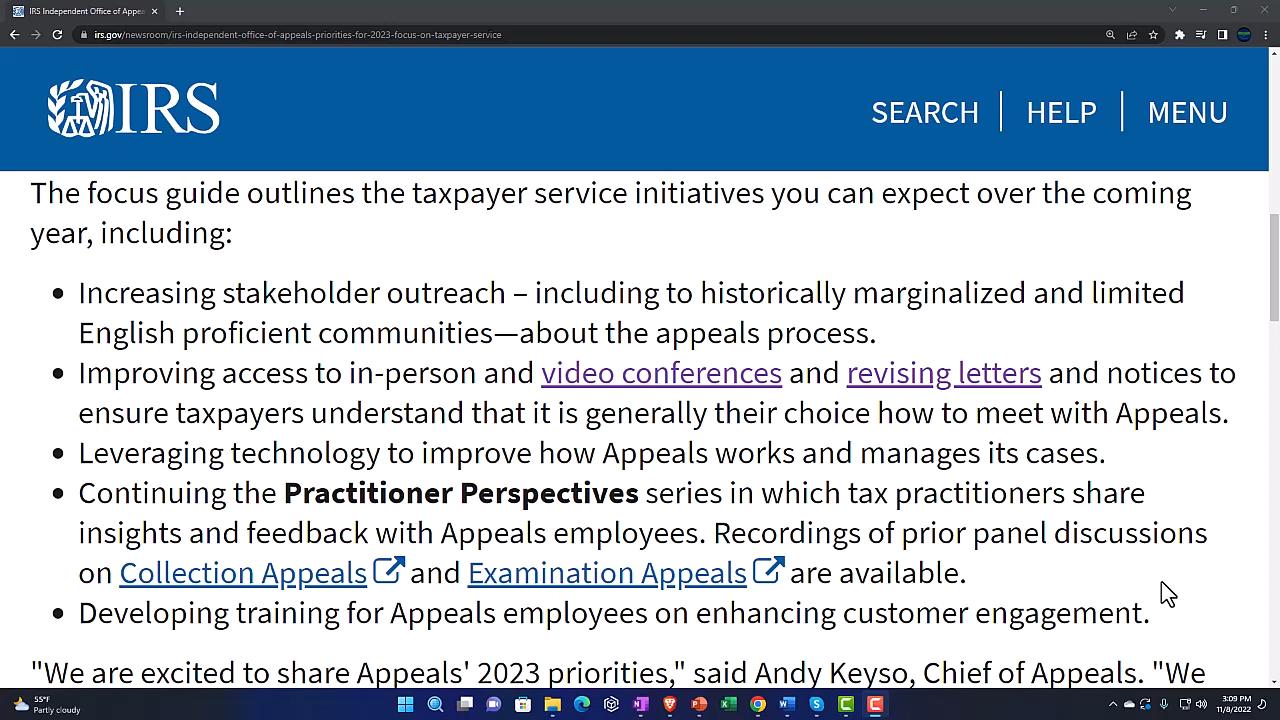 IRS Independent Office of Appea
irs.gov/newsroom/irs-independent-office-of-appeals-priorities-for-2023-focus-on-taxpayer-service
IRS
SEARCH | HELP | MENU
The focus guide outlines the taxpayer service initiatives you can expect over the coming
year, including:
• Increasing stakeholder outreach – including to historically marginalized and limited
English proficient communities—about the appeals process.
• Improving access to in-person and video conferences and revising letters and notices to
ensure taxpayers understand that it is generally their choice how to meet with Appeals.
• Leveraging technology to improve how Appeals works and manages its cases.
• Continuing the Practitioner Perspectives series in which tax practitioners share
insights and feedback with Appeals employees. Recordings of prior panel discussions
on Collection Appeals and Examination Appeals are available.
• Developing training for Appeals employees on enhancing customer engagement.
"We are excited to share Appeals' 2023 priorities," said Andy Keyso, Chief of Appeals. "We
55°F
Partly cloudy
3:09 PM
11/8/2022